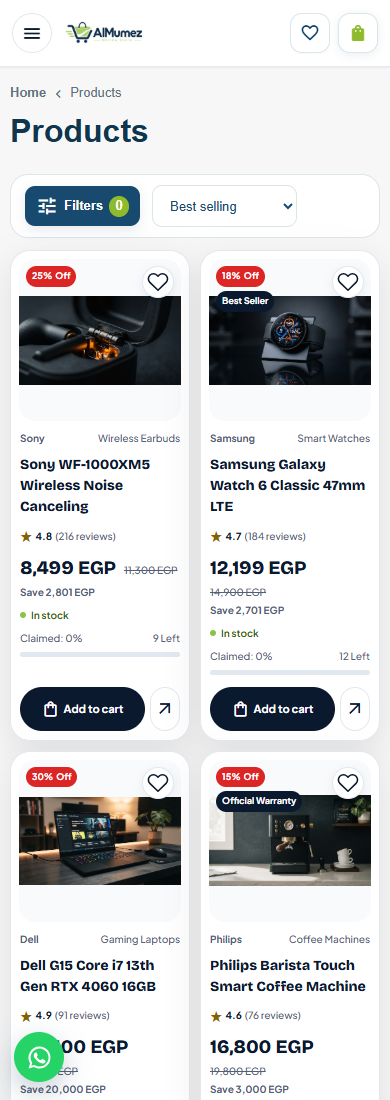 AlMumez
Home < Products
Products
Filters 0
Best selling
25% Off
Sony Wireless Earbuds
Sony WF-1000XM5
Wireless Noise
Canceling
4.8 (216 reviews)
8,499 EGP 11,300 EGP
Save 2,801 EGP
In stock
Claimed: 0% 9 Left
Add to cart
18% Off
Best Seller
Samsung Smart Watches
Samsung Galaxy
Watch 6 Classic 47mm
LTE
4.7 (184 reviews)
12,199 EGP
14,900 EGP
Save 2,701 EGP
In stock
Claimed: 0% 12 Left
Add to cart
30% Off
Dell Gaming Laptops
Dell G15 Core i7 13th
Gen RTX 4060 16GB
4.9 (91 reviews)
EGP
EGP
Save 20,000 EGP
15% Off
Official Warranty
Philips Coffee Machines
Philips Barista Touch
Smart Coffee Machine
4.6 (76 reviews)
16,800 EGP
19,800 EGP
Save 3,000 EGP